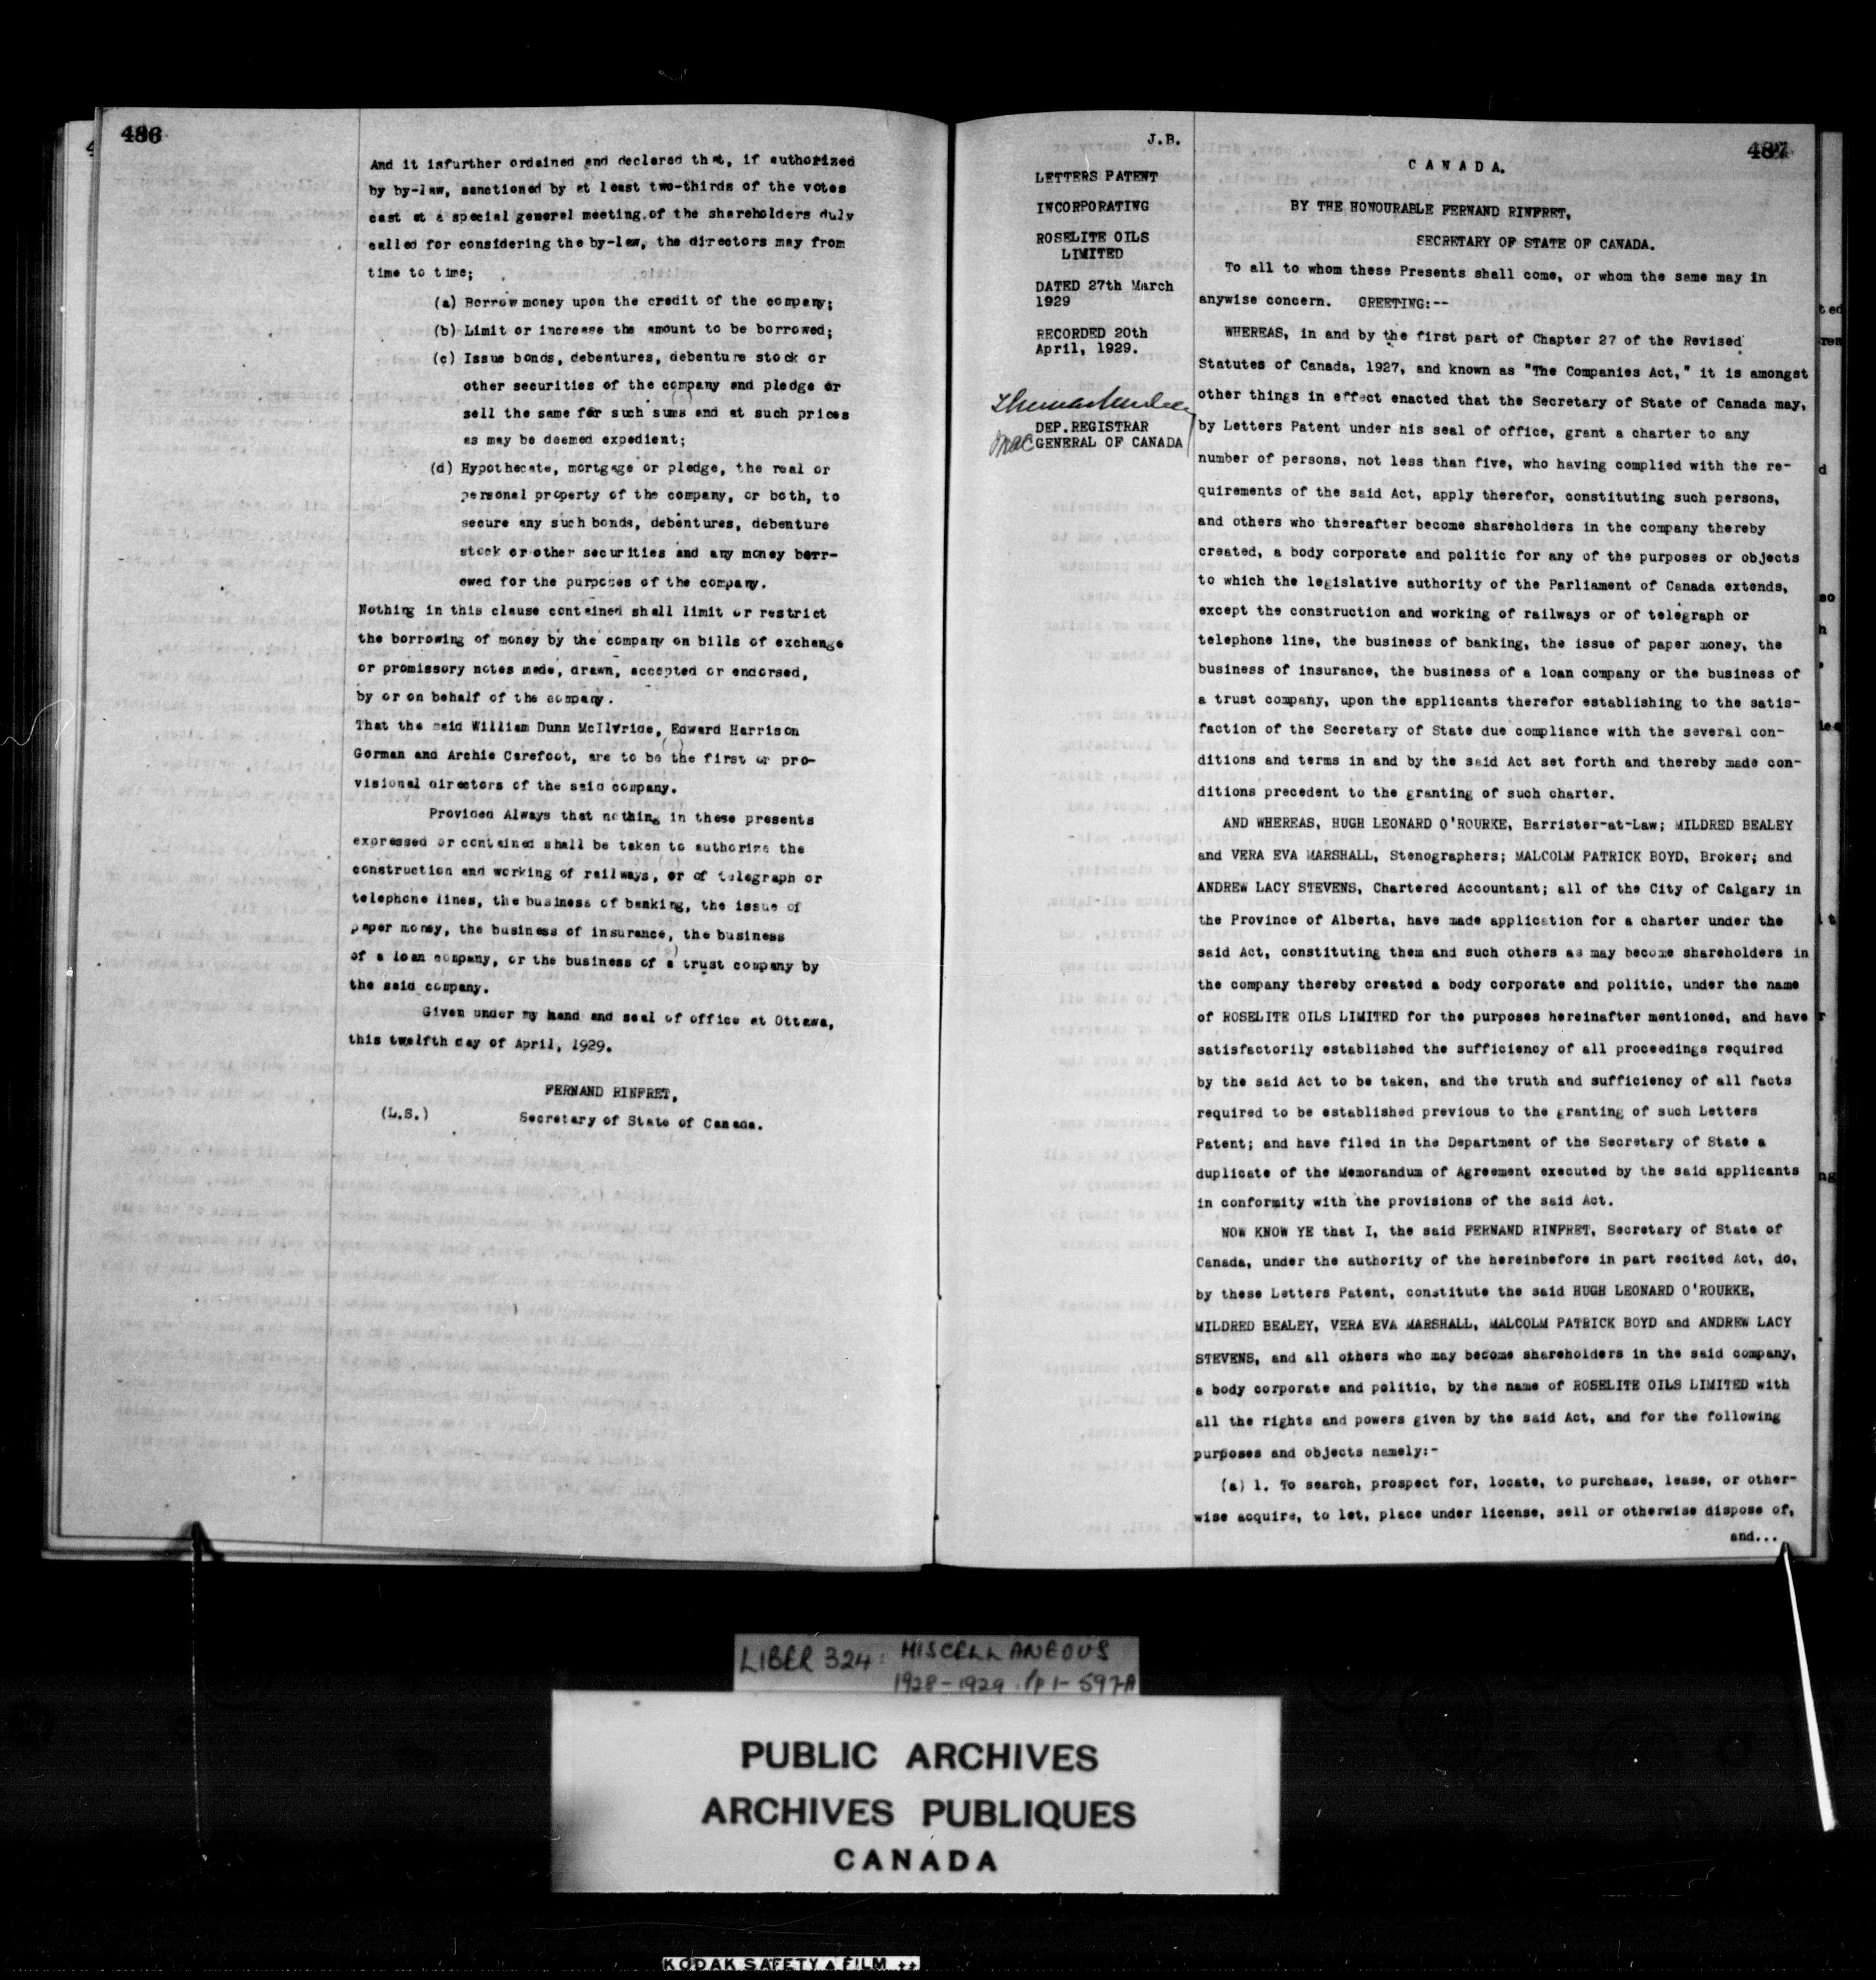 486
And it isfurther ordained and declared that, if authorized
by by-law, sanctioned by at least two-thirds of the votes
cast at a special general meeting of the shareholders duly
called for considering the by-law, the directors may from
time to time;
(a) Borrow money upon the credit of the company;
(b) Limit or increase the amount to be borrowed;
(c) Issue bonds, debentures, debenture stock or
other securities of the company and pledge or
sell the same for such sums and at such prices
as may be deemed expedient;
(d) Hypothecate, mortgage or pledge, the real or
personal property of the company, or both, to
secure any such bonds, debentures, debenture
stock or other securities and any money borr-
owed for the purposes of the company.
Nothing in this clause contained shall limit or restrict
the borrowing of money by the company on bills of exchange
or promissory notes made, drawn, accepted or endorsed,
by or on behalf of the company.
That the said William Dunn McIlvride, Edward Harrison
Gorman and Archie Carefoot, are to be the first or pro-
visional directors of the said company.
Provided Always that nothing in these presents
expressed or contained shall be taken to authorize the
construction and working of railways, or of telegraph or
telephone lines, the business of banking, the issue of
paper money, the business of insurance, the business
of a loan company, or the business of a trust company by
the said company.
Given under my hand and seal of office at Ottawa,
this twelfth day of April, 1929.
FERNAND RINFRET,
(L.S.) Secretary of State of Canada.
J.B.
487
LETTERS PATENT
INCORPORATING
ROSELITE OILS
LIMITED
DATED 27th March
1929
RECORDED 20th
April, 1929.
DEP. REGISTRAR
GENERAL OF CANADA
CANADA.
BY THE HONOURABLE FERNAND RINFRET,
SECRETARY OF STATE OF CANADA.
To all to whom these Presents shall come, or whom the same may in
anywise concern. GREETING:--
WHEREAS, in and by the first part of Chapter 27 of the Revised
Statutes of Canada, 1927, and known as "The Companies Act," it is amongst
other things in effect enacted that the Secretary of State of Canada may,
by Letters Patent under his seal of office, grant a charter to any
number of persons, not less than five, who having complied with the re-
quirements of the said Act, apply therefor, constituting such persons,
and others who thereafter become shareholders in the company thereby
created, a body corporate and politic for any of the purposes or objects
to which the legislative authority of the Parliament of Canada extends,
except the construction and working of railways or of telegraph or
telephone line, the business of banking, the issue of paper money, the
business of insurance, the business of a loan company or the business of
a trust company, upon the applicants therefor establishing to the satis-
faction of the Secretary of State due compliance with the several con-
ditions and terms in and by the said Act set forth and thereby made con-
ditions precedent to the granting of such charter.
AND WHEREAS, HUGH LEONARD O'ROURKE, Barrister-at-Law; MILDRED BEALEY
and VERA EVA MARSHALL, Stenographers; MALCOLM PATRICK BOYD, Broker; and
ANDREW LACY STEVENS, Chartered Accountant; all of the City of Calgary in
the Province of Alberta, have made application for a charter under the
said Act, constituting them and such others as may become shareholders in
the company thereby created a body corporate and politic, under the name
of ROSELITE OILS LIMITED for the purposes hereinafter mentioned, and have
satisfactorily established the sufficiency of all proceedings required
by the said Act to be taken, and the truth and sufficiency of all facts
required to be established previous to the granting of such Letters
Patent; and have filed in the Department of the Secretary of State a
duplicate of the Memorandum of Agreement executed by the said applicants
in conformity with the provisions of the said Act.
NOW KNOW YE that I, the said FERNAND RINFRET, Secretary of State of
Canada, under the authority of the hereinbefore in part recited Act, do,
by these Letters Patent, constitute the said HUGH LEONARD O'ROURKE,
MILDRED BEALEY, VERA EVA MARSHALL, MALCOLM PATRICK BOYD and ANDREW LACY
STEVENS, and all others who may become shareholders in the said company,
a body corporate and politic, by the name of ROSELITE OILS LIMITED with
all the rights and powers given by the said Act, and for the following
purposes and objects namely:-
(a) 1. To search, prospect for, locate, to purchase, lease, or other-
wise acquire, to let, place under license, sell or otherwise dispose of,
and...
LIBER 324: MISCELLANEOUS
1928-1929. Pp 1-597A
PUBLIC ARCHIVES
ARCHIVES PUBLIQUES
CANADA
KODAK SAFETY FILM